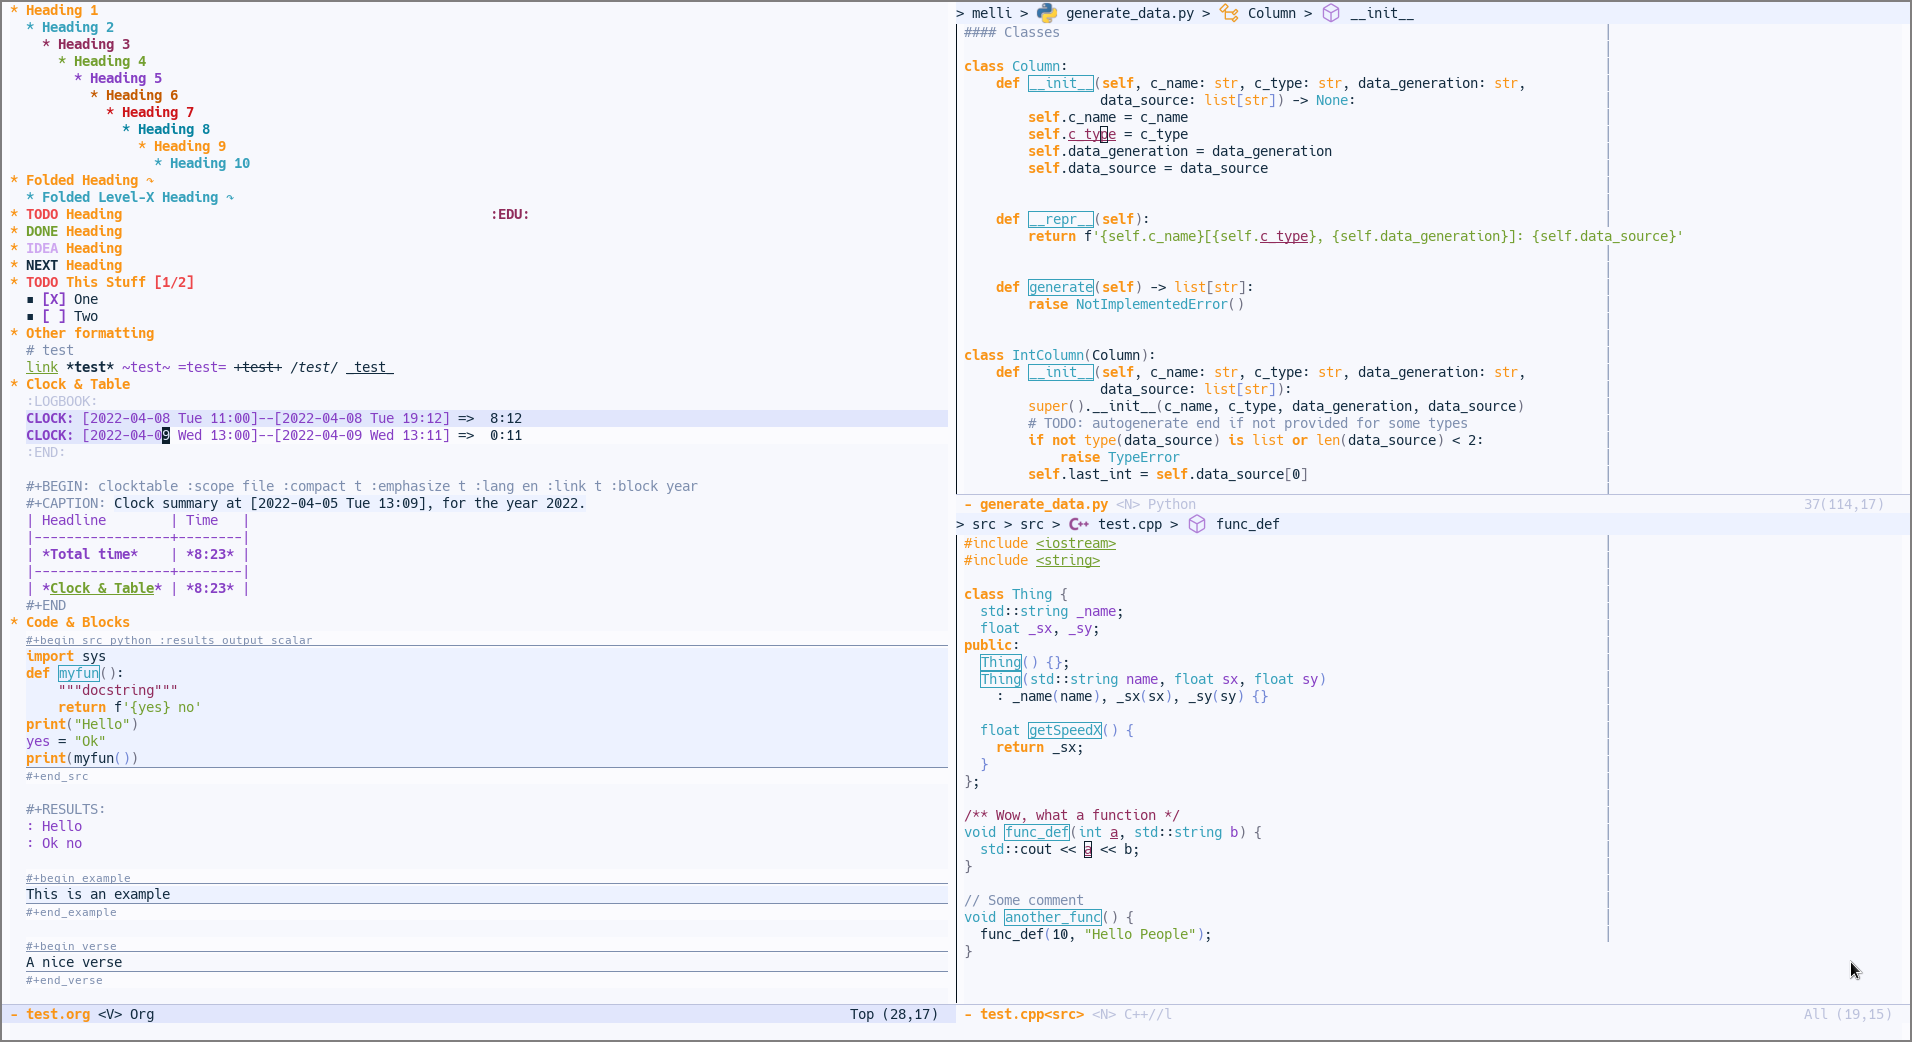 * Heading 1
  * Heading 2
    * Heading 3
      * Heading 4
        * Heading 5
          * Heading 6
            * Heading 7
              * Heading 8
                * Heading 9
                  * Heading 10
* Folded Heading ↷
  * Folded Level-X Heading ↷
* TODO Heading                                              :EDU:
* DONE Heading
* IDEA Heading
* NEXT Heading
* TODO This Stuff [1/2]
  ▪ [X] One
  ▪ [ ] Two
* Other formatting
  # test
  link *test* ~test~ =test= +test+ /test/ _test_
* Clock & Table
  :LOGBOOK:
  CLOCK: [2022-04-08 Tue 11:00]--[2022-04-08 Tue 19:12] =>  8:12
  CLOCK: [2022-04-09 Wed 13:00]--[2022-04-09 Wed 13:11] =>  0:11
  :END:

  #+BEGIN: clocktable :scope file :compact t :emphasize t :lang en :link t :block year
  #+CAPTION: Clock summary at [2022-04-05 Tue 13:09], for the year 2022.
  | Headline        | Time   |
  |-----------------+--------|
  | *Total time*    | *8:23* |
  |-----------------+--------|
  | *Clock & Table* | *8:23* |
  #+END
* Code & Blocks
  #+begin_src python :results output scalar
  import sys
  def myfun():
      """docstring"""
      return f'{yes} no'
  print("Hello")
  yes = "Ok"
  print(myfun())
  #+end_src

  #+RESULTS:
  : Hello
  : Ok no

  #+begin_example
  This is an example
  #+end_example

  #+begin_verse
  A nice verse
  #+end_verse
- test.org <V> Org                                        Top (28,17)
> melli > generate_data.py > Column > __init__
#### Classes

class Column:
    def __init__(self, c_name: str, c_type: str, data_generation: str,
                 data_source: list[str]) -> None:
        self.c_name = c_name
        self.c_type = c_type
        self.data_generation = data_generation
        self.data_source = data_source


    def __repr__(self):
        return f'{self.c_name}[{self.c_type}, {self.data_generation}]: {self.data_source}'


    def generate(self) -> list[str]:
        raise NotImplementedError()


class IntColumn(Column):
    def __init__(self, c_name: str, c_type: str, data_generation: str,
                 data_source: list[str]):
        super().__init__(c_name, c_type, data_generation, data_source)
        # TODO: autogenerate end if not provided for some types
        if not type(data_source) is list or len(data_source) < 2:
            raise TypeError
        self.last_int = self.data_source[0]
- generate_data.py <N> Python                             37(114,17)
> src > src > C++ test.cpp > func_def
#include <iostream>
#include <string>

class Thing {
  std::string _name;
  float _sx, _sy;
public:
  Thing() {};
  Thing(std::string name, float sx, float sy)
    : _name(name), _sx(sx), _sy(sy) {}

  float getSpeedX() {
    return _sx;
  }
};

/** Wow, what a function */
void func_def(int a, std::string b) {
  std::cout << a << b;
}

// Some comment
void another_func() {
  func_def(10, "Hello People");
}
- test.cpp<src> <N> C++//l                                All (19,15)